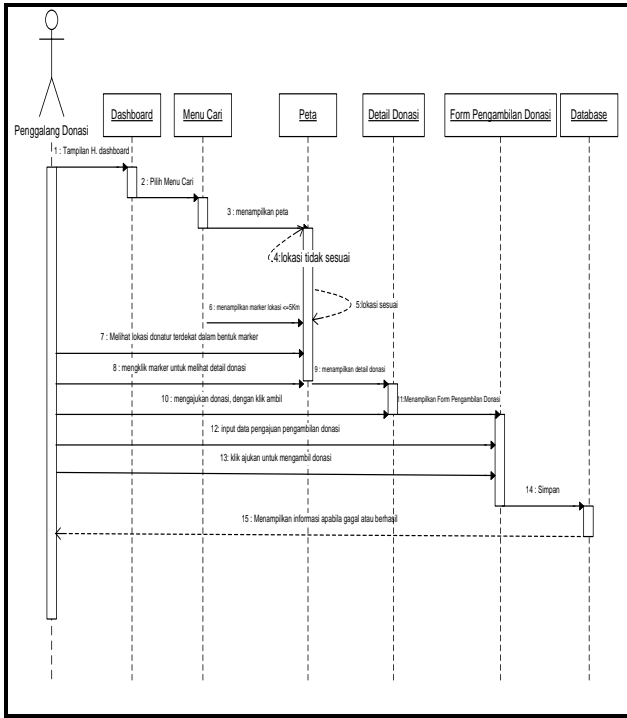 Penggalang Donasi
Dashboard
Menu Cari
Peta
Detail Donasi
Form Pengambilan Donasi
Database
1 : Tampilan H. dashboard
2 : Pilih Menu Cari
3 : menampilkan peta
4:lokasi tidak sesuai
5:lokasi sesuai
6 : menampilkan marker lokasi <=5Km
7 : Melihat lokasi donatur terdekat dalam bentuk marker
8 : mengklik marker untuk melihat detail donasi
9 : menampilkan detail donasi
10 : mengajukan donasi, dengan klik ambil
11:Menampilkan Form Pengambilan Donasi
12: input data pengajuan pengambilan donasi
13: klik ajukan untuk mengambil donasi
14 : Simpan
15 : Menampilkan informasi apabila gagal atau berhasil